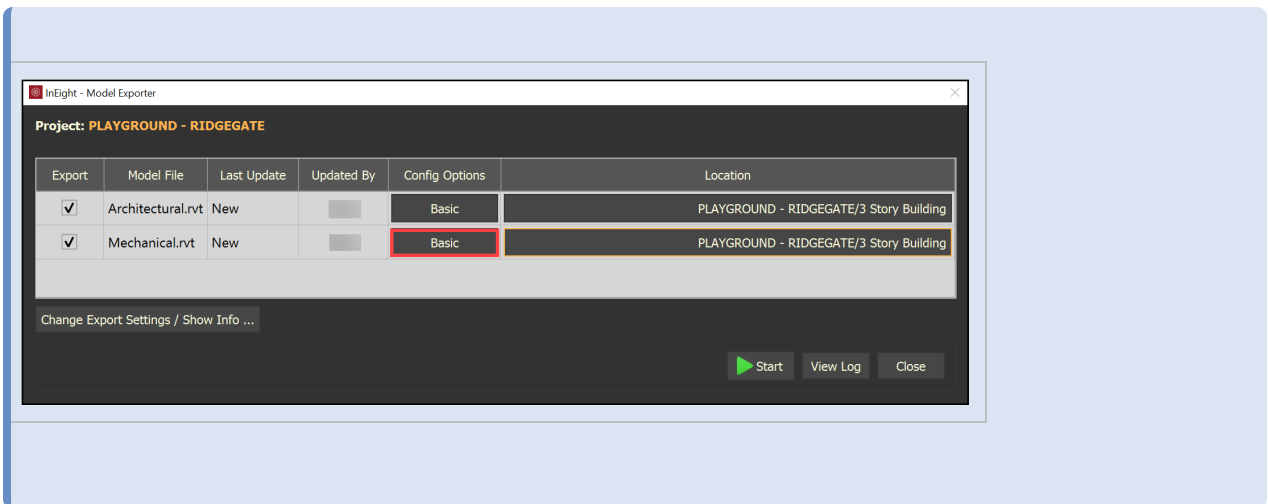 InEight - Model Exporter
Project: PLAYGROUND - RIDGEGATE
Export Model File Last Update Updated By Config Options Location
Architectural.rvt New Basic PLAYGROUND - RIDGEGATE/3 Story Building
Mechanical.rvt New Basic PLAYGROUND - RIDGEGATE/3 Story Building
Change Export Settings / Show Info ...
Start View Log Close